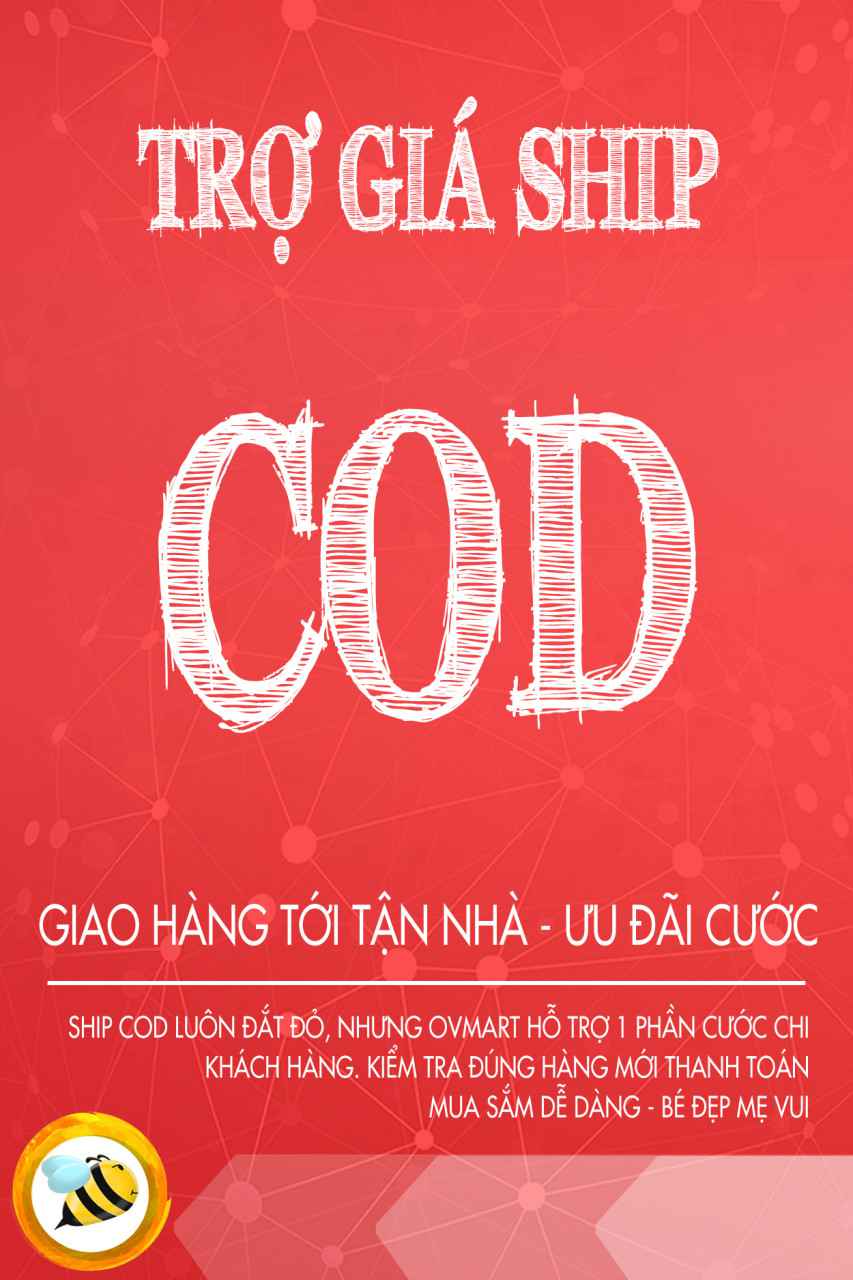 TRỢ GIÁ SHIP
COD
GIAO HÀNG TỚI TẬN NHÀ - ƯU ĐÃI CƯỚC
SHIP COD LUÔN ĐẮT ĐỎ, NHƯNG OVMART HỖ TRỢ 1 PHẦN CƯỚC CHI
KHÁCH HÀNG. KIỂM TRA ĐÚNG HÀNG MỚI THANH TOÁN
MUA SẮM DỄ DÀNG - BÉ ĐẸP MẸ VUI